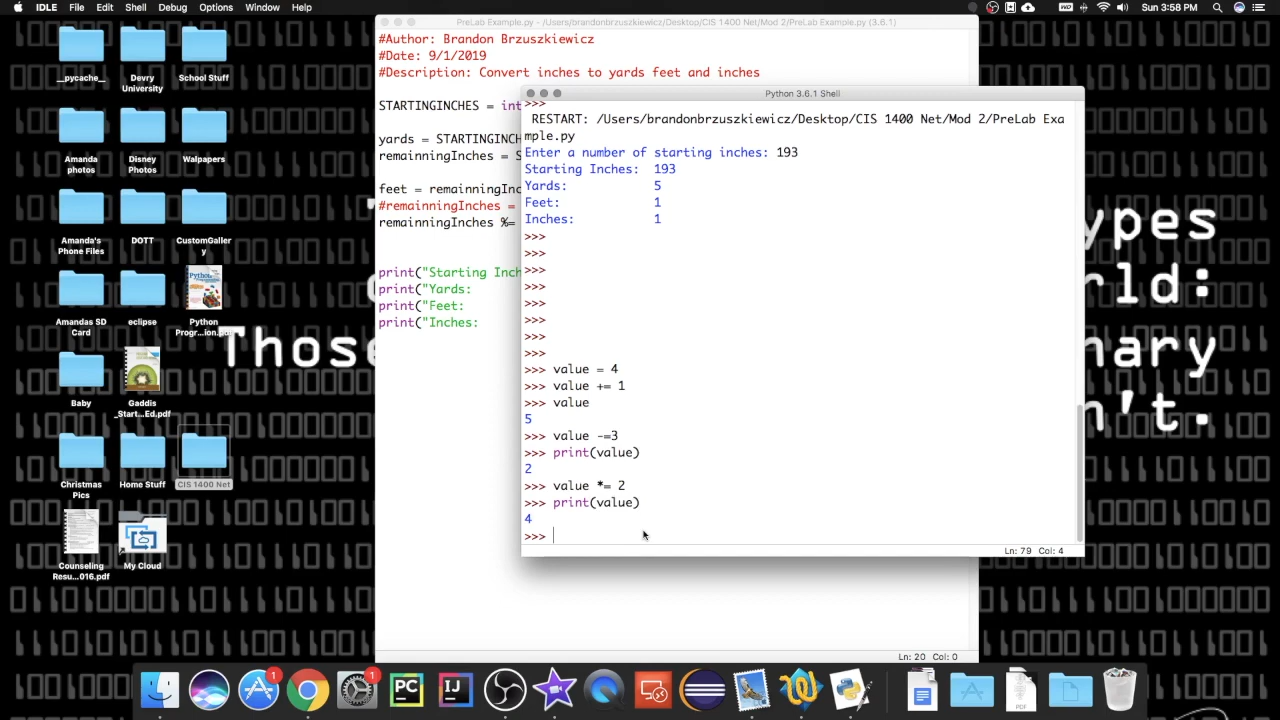 IDLE File Edit Shell Debug Options Window Help
Sun 3:58 PM
PreLab Example.py - /Users/brandonbrzuszkiewicz/Desktop/CIS 1400 Net/Mod 2/PreLab Example.py (3.6.1)
#Author: Brandon Brzuszkiewicz
#Date: 9/1/2019
#Description: Convert inches to yards feet and inches
STARTINGINCHES = int
yards = STARTINGINCH
remainningInches = S
feet = remainningInc
#remainningInches =
remainningInches %=
print("Starting Inch
print("Yards:
print("Feet:
print("Inches:
Ln: 20 Col: 0
Python 3.6.1 Shell
>>>
RESTART: /Users/brandonbrzuszkiewicz/Desktop/CIS 1400 Net/Mod 2/PreLab Exa
mple.py
Enter a number of starting inches: 193
Starting Inches: 193
Yards: 5
Feet: 1
Inches: 1
>>>
>>>
>>>
>>>
>>>
>>>
>>>
>>>
>>> value = 4
>>> value += 1
>>> value
5
>>> value -=3
>>> print(value)
2
>>> value *= 2
>>> print(value)
4
>>>
Ln: 79 Col: 4
__pycache__
Devry
University
School Stuff
Amanda
photos
Disney
Photos
Walpapers
Amanda's
Phone Files
DOTT
CustomGaller
y
Amandas SD
Card
eclipse
Python
Progr...ion.pdf
Baby
Gaddis
_Start...Ed.pdf
Christmas
Pics
Home Stuff
CIS 1400 Net
Counseling
Resu...016.pdf
My Cloud
ypes
rld:
Those
nary
n't.
1
1
PC
IJ
PDF